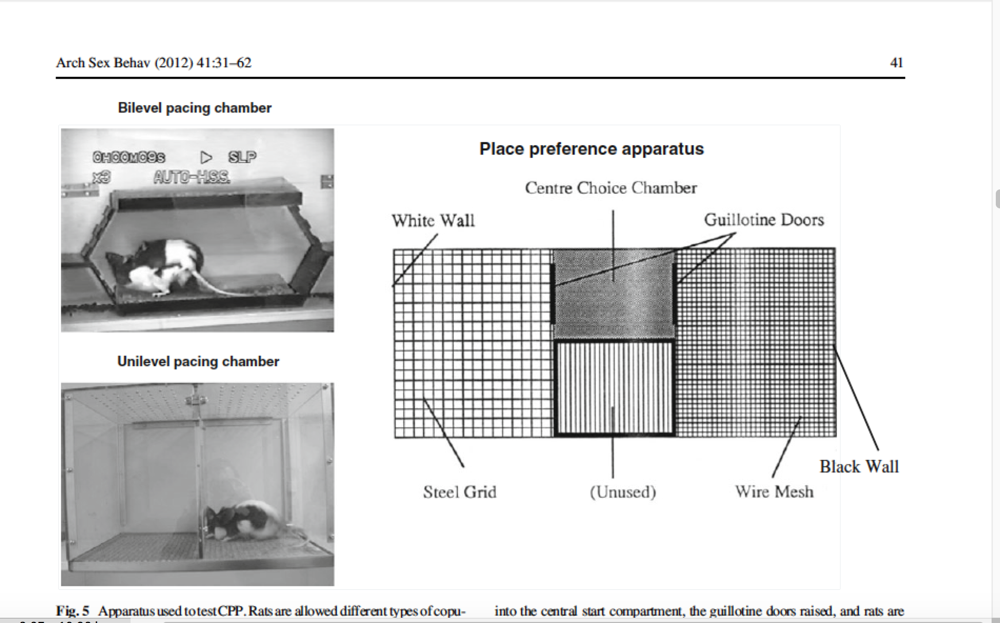 Arch Sex Behav (2012) 41:31–62 41
Bilevel pacing chamber
0H00M09s ▷ SLP
x3 AUTO-H.S.S.
Unilevel pacing chamber
Place preference apparatus
Centre Choice Chamber
White Wall
Guillotine Doors
Black Wall
Steel Grid
(Unused)
Wire Mesh
Fig. 5 Apparatus used to test CPP. Rats are allowed different types of copu-
into the central start compartment, the guillotine doors raised, and rats are